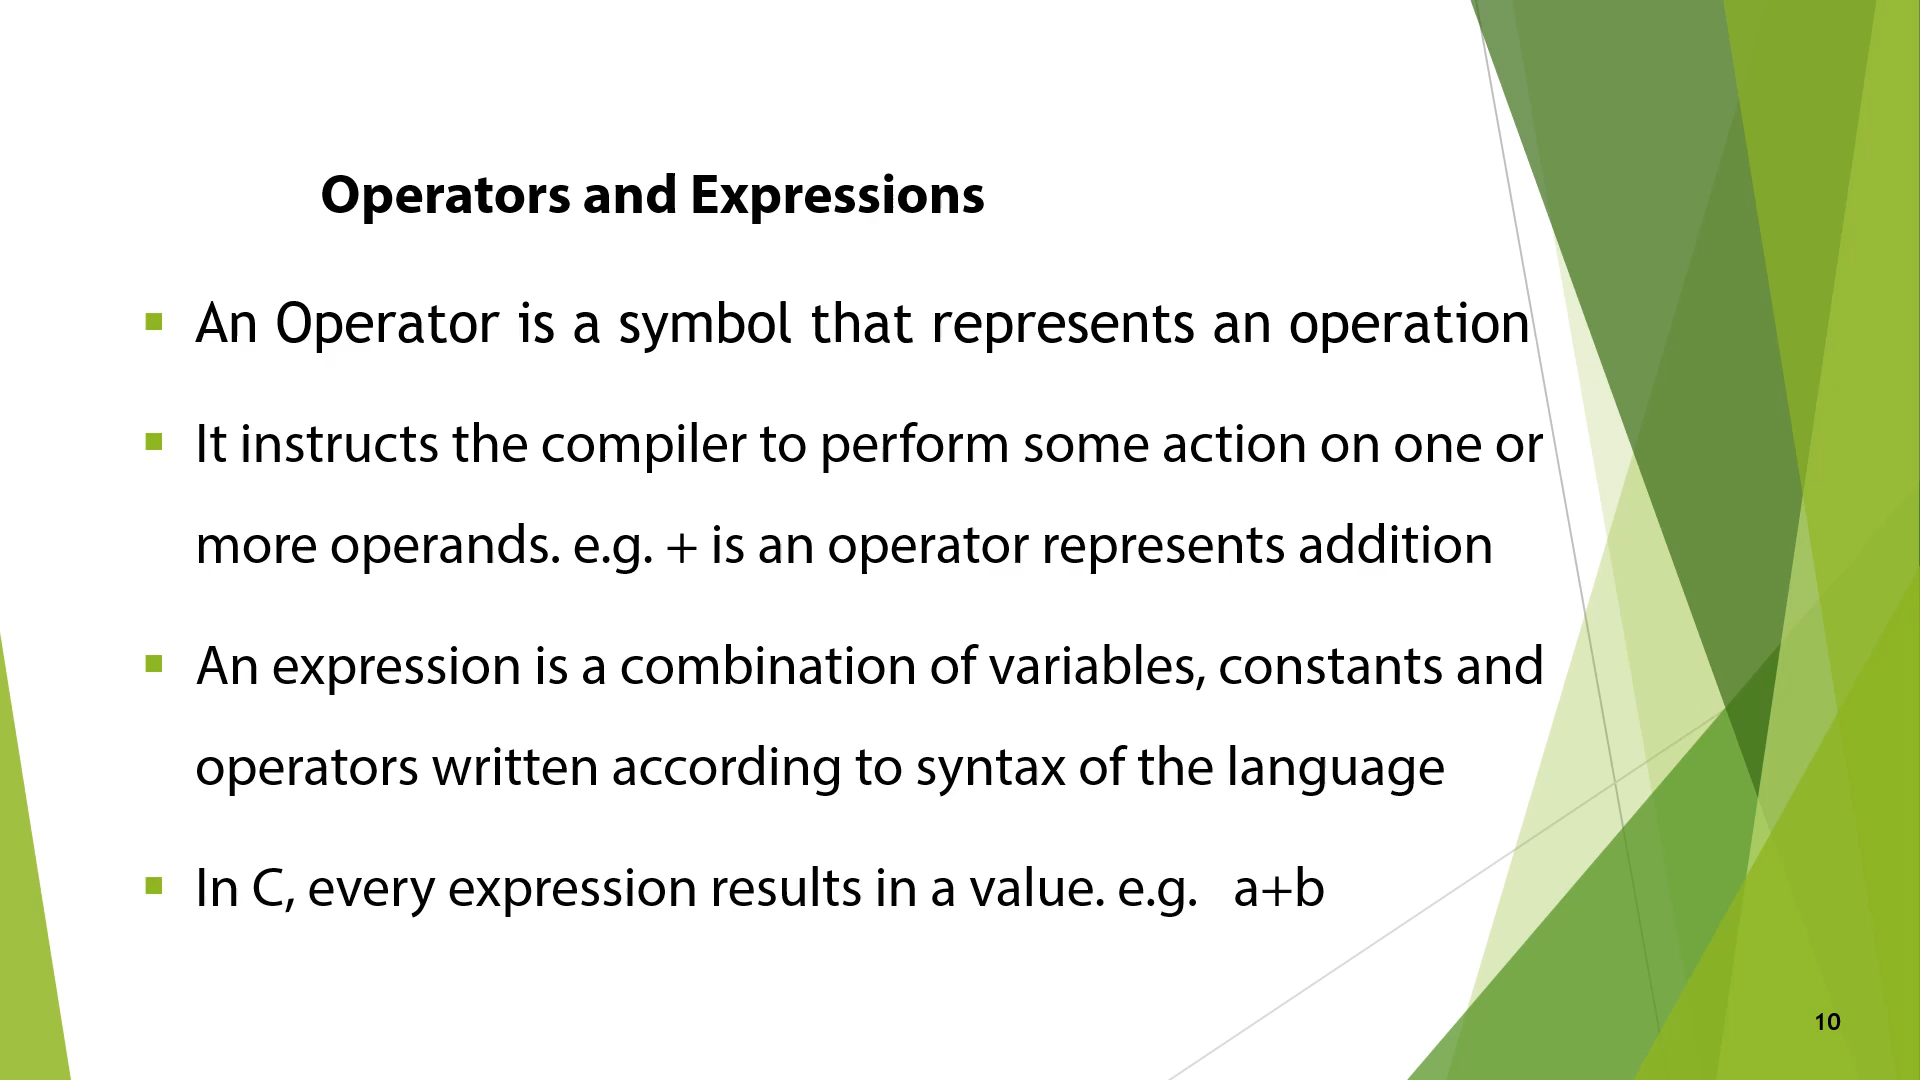 Operators and Expressions
▪ An Operator is a symbol that represents an operation
▪ It instructs the compiler to perform some action on one or
more operands. e.g. + is an operator represents addition
▪ An expression is a combination of variables, constants and
operators written according to syntax of the language
▪ In C, every expression results in a value. e.g.   a+b
10